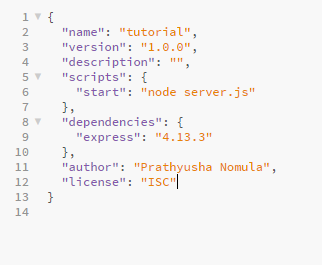 1 {
2 "name": "tutorial",
3 "version": "1.0.0",
4 "description": "",
5 "scripts": {
6 "start": "node server.js"
7 },
8 "dependencies": {
9 "express": "4.13.3"
10 },
11 "author": "Prathyusha Nomula",
12 "license": "ISC"
13 }
14